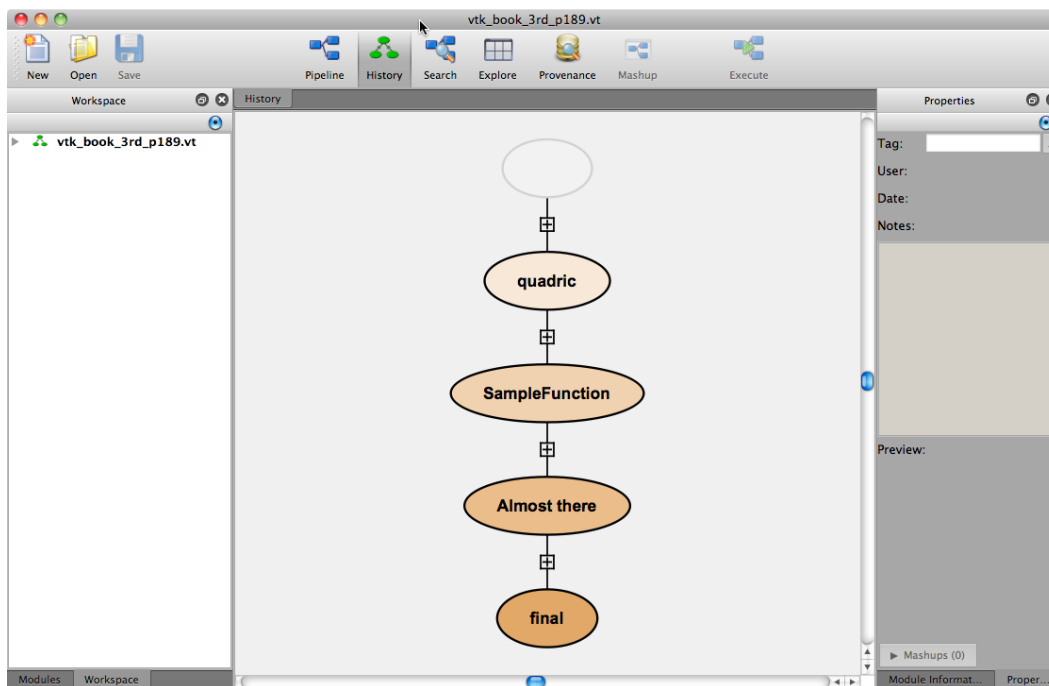 vtk_book_3rd_p189.vt
New Open Save Pipeline History Search Explore Provenance Mashup Execute
Workspace
History
Properties
vtk_book_3rd_p189.vt
Tag:
User:
Date:
Notes:
quadric
SampleFunction
Almost there
Preview:
final
Mashups (0)
Modules Workspace
Module Informat... Proper...